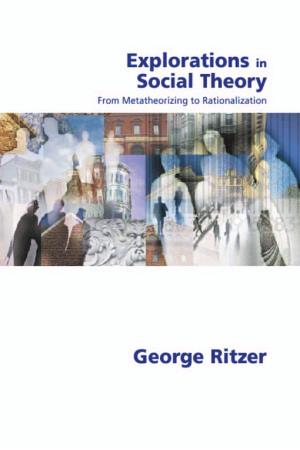 Explorations in
Social Theory
From Metatheorizing to Rationalization
George Ritzer